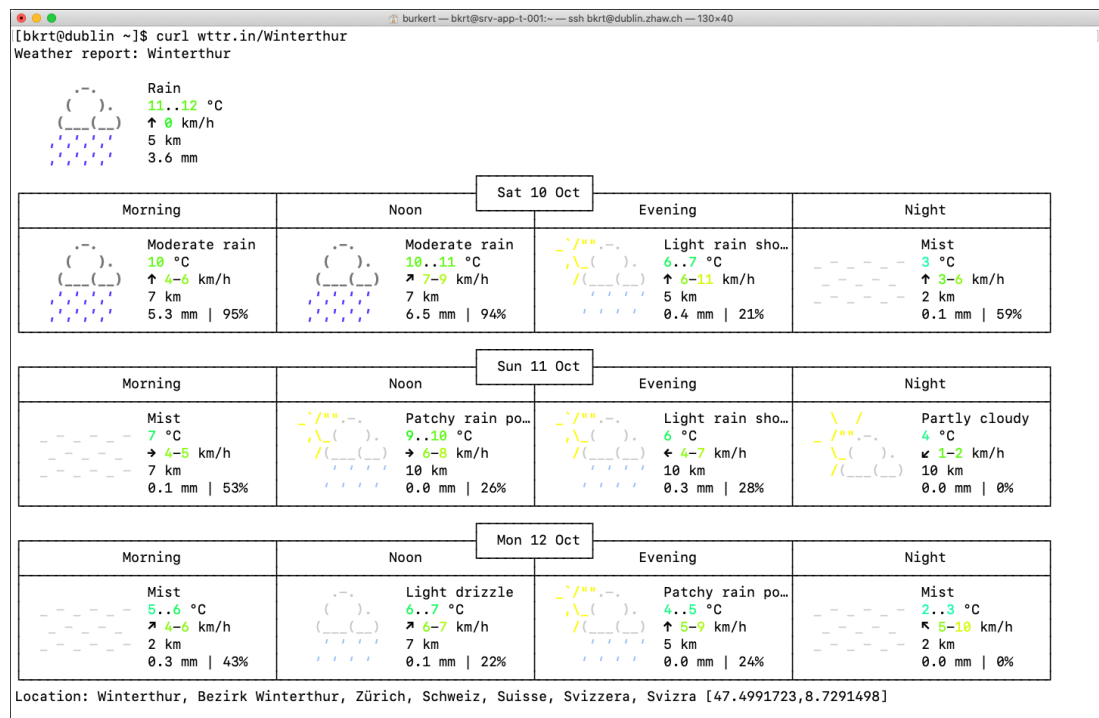 burkert — bkrt@srv-app-t-001:~ — ssh bkrt@dublin.zhaw.ch — 130×40
[bkrt@dublin ~]$ curl wttr.in/Winterthur
Weather report: Winterthur
Rain
11..12 °C
↑ 0 km/h
5 km
3.6 mm
Sat 10 Oct
Morning Noon Evening Night
Moderate rain Moderate rain Light rain sho… Mist
10 °C 10..11 °C 6..7 °C 3 °C
↑ 4-6 km/h ↗ 7-9 km/h ↑ 6-11 km/h ↑ 3-6 km/h
7 km 7 km 5 km 2 km
5.3 mm | 95% 6.5 mm | 94% 0.4 mm | 21% 0.1 mm | 59%
Sun 11 Oct
Morning Noon Evening Night
Mist Patchy rain po… Light rain sho… Partly cloudy
7 °C 9..10 °C 6 °C 4 °C
→ 4-5 km/h → 6-8 km/h ← 4-7 km/h ↙ 1-2 km/h
7 km 10 km 10 km 10 km
0.1 mm | 53% 0.0 mm | 26% 0.3 mm | 28% 0.0 mm | 0%
Mon 12 Oct
Morning Noon Evening Night
Mist Light drizzle Patchy rain po… Mist
5..6 °C 6..7 °C 4..5 °C 2..3 °C
↗ 4-6 km/h ↗ 6-7 km/h ↑ 5-9 km/h ↖ 5-10 km/h
2 km 7 km 5 km 2 km
0.3 mm | 43% 0.1 mm | 22% 0.0 mm | 24% 0.0 mm | 0%
Location: Winterthur, Bezirk Winterthur, Zürich, Schweiz, Suisse, Svizzera, Svizra [47.4991723,8.7291498]